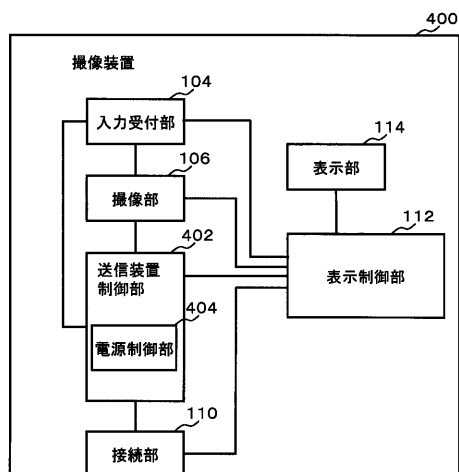 400
撮像装置
104
入力受付部
114
表示部
106
撮像部
402
送信装置
制御部
112
表示制御部
404
電源制御部
110
接続部